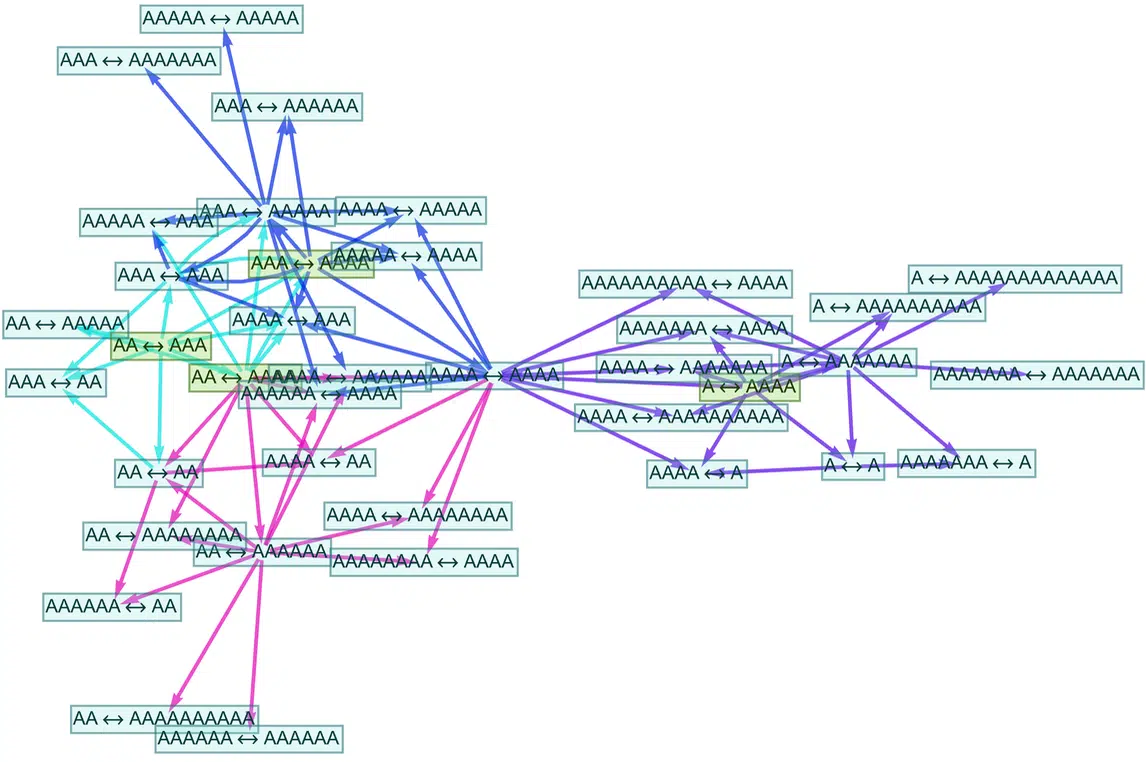 AAAAA ↔ AAAAA
AAA ↔ AAAAAAA
AAA ↔ AAAAAA
AAA ↔ AAAAA
AAAA ↔ AAAAA
AAAAA ↔ AAA
AAAAA ↔ AAAA
AAA ↔ AAAA
AAA ↔ AAA
AAAAAAAAAA ↔ AAAA
A ↔ AAAAAAAAAAAAA
A ↔ AAAAAAAAAA
AAAA ↔ AAA
AA ↔ AAAAA
AAAAAAA ↔ AAAA
AA ↔ AAA
A ↔ AAAAAAA
AAAA ↔ AAAAAAA
AAAAAAA ↔ AAAAAAA
AA ↔ AAAA
AAAA ↔ AAAAAA
AAAA ↔ AAAA
AAA ↔ AA
A ↔ AAAA
AAAAAA ↔ AAAA
AAAA ↔ AAAAAAAAAA
AAAA ↔ AA
A ↔ A
AAAAAAA ↔ A
AA ↔ AA
AAAA ↔ A
AAAA ↔ AAAAAAAA
AA ↔ AAAAAAAA
AA ↔ AAAAAA
AAAAAAAA ↔ AAAA
AAAAAA ↔ AA
AA ↔ AAAAAAAAAA
AAAAAA ↔ AAAAAA